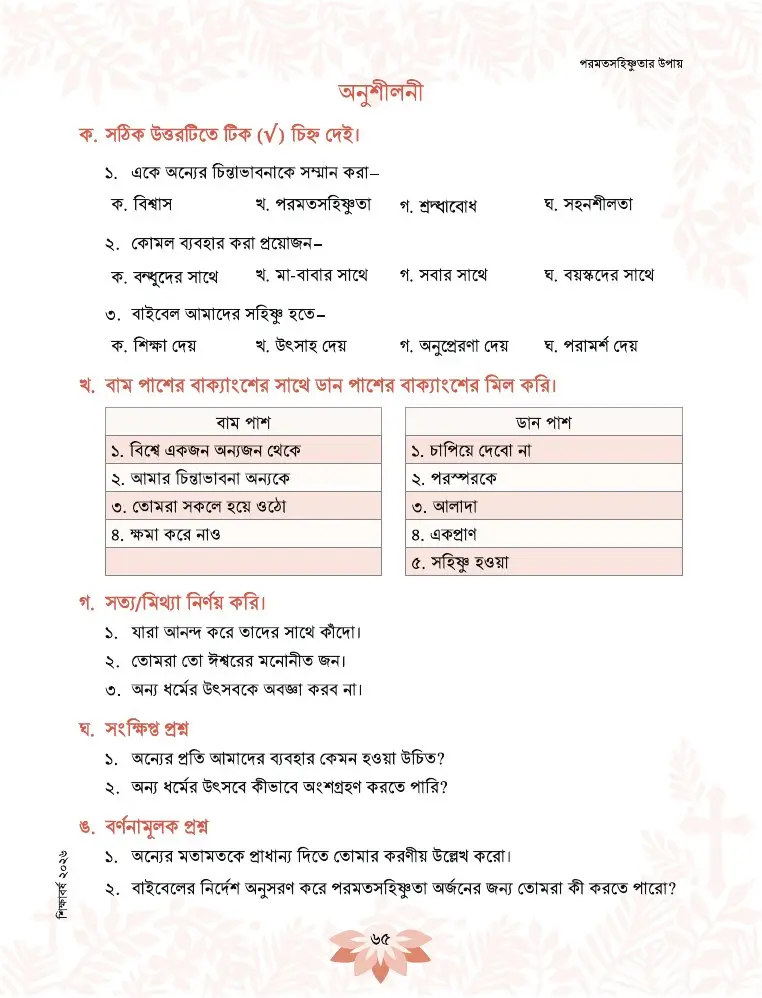 পরমতসহিষ্ণুতার উপায়
অনুশীলনী
ক. সঠিক উত্তরটিতে টিক (√) চিহ্ন দেই।
১. একে অন্যের চিন্তাভাবনাকে সম্মান করা–
ক. বিশ্বাস খ. পরমতসহিষ্ণুতা গ. শ্রদ্ধাবোধ ঘ. সহনশীলতা
২. কোমল ব্যবহার করা প্রয়োজন–
ক. বন্ধুদের সাথে খ. মা-বাবার সাথে গ. সবার সাথে ঘ. বয়স্কদের সাথে
৩. বাইবেল আমাদের সহিষ্ণু হতে–
ক. শিক্ষা দেয় খ. উৎসাহ দেয় গ. অনুপ্রেরণা দেয় ঘ. পরামর্শ দেয়
খ. বাম পাশের বাক্যাংশের সাথে ডান পাশের বাক্যাংশের মিল করি।
বাম পাশ ডান পাশ
১. বিশ্বে একজন অন্যজন থেকে ১. চাপিয়ে দেবো না
২. আমার চিন্তাভাবনা অন্যকে ২. পরস্পরকে
৩. তোমরা সকলে হয়ে ওঠো ৩. আলাদা
৪. ক্ষমা করে নাও ৪. একপ্রাণ
৫. সহিষ্ণু হওয়া
গ. সত্য/মিথ্যা নির্ণয় করি।
১. যারা আনন্দ করে তাদের সাথে কাঁদো।
২. তোমরা তো ঈশ্বরের মনোনীত জন।
৩. অন্য ধর্মের উৎসবকে অবজ্ঞা করব না।
ঘ. সংক্ষিপ্ত প্রশ্ন
১. অন্যের প্রতি আমাদের ব্যবহার কেমন হওয়া উচিত?
২. অন্য ধর্মের উৎসবে কীভাবে অংশগ্রহণ করতে পারি?
ঙ. বর্ণনামূলক প্রশ্ন
১. অন্যের মতামতকে প্রাধান্য দিতে তোমার করণীয় উল্লেখ করো।
২. বাইবেলের নির্দেশ অনুসরণ করে পরমতসহিষ্ণুতা অর্জনের জন্য তোমরা কী করতে পারো?
শিক্ষাবর্ষ ২০২৬
৬৫